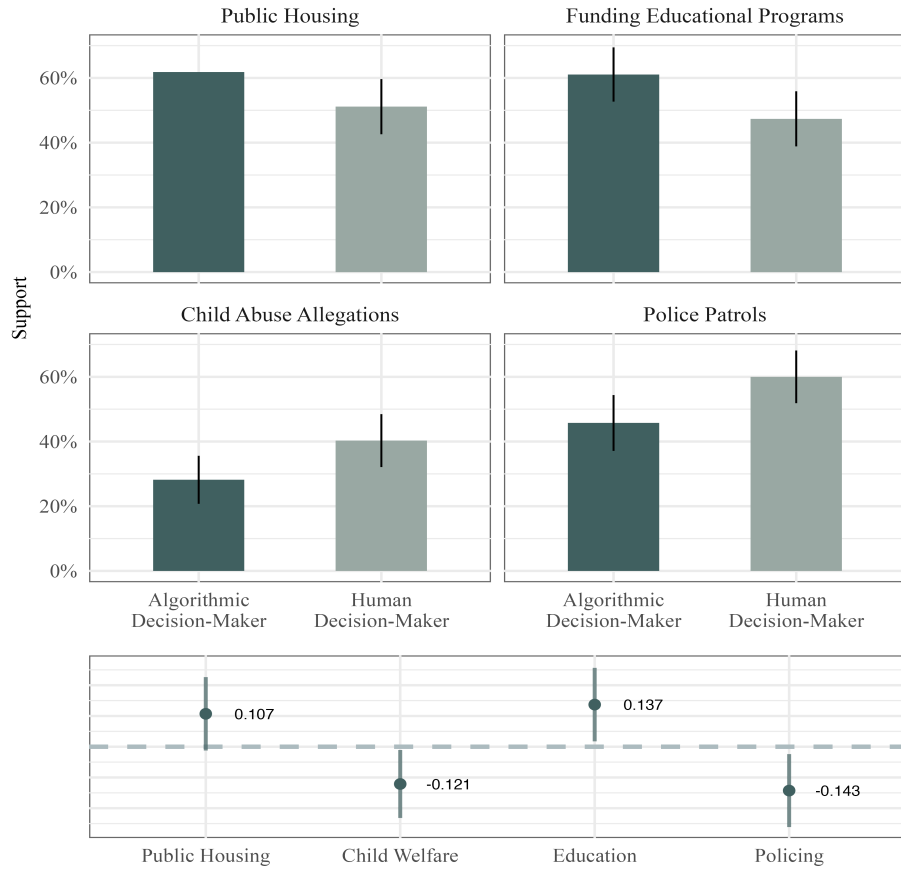 Public Housing
Funding Educational Programs
60%
40%
20%
0%
Support
Child Abuse Allegations
Police Patrols
60%
40%
20%
0%
Algorithmic
Decision-Maker
Human
Decision-Maker
Algorithmic
Decision-Maker
Human
Decision-Maker
0.107
0.137
-0.121
-0.143
Public Housing
Child Welfare
Education
Policing